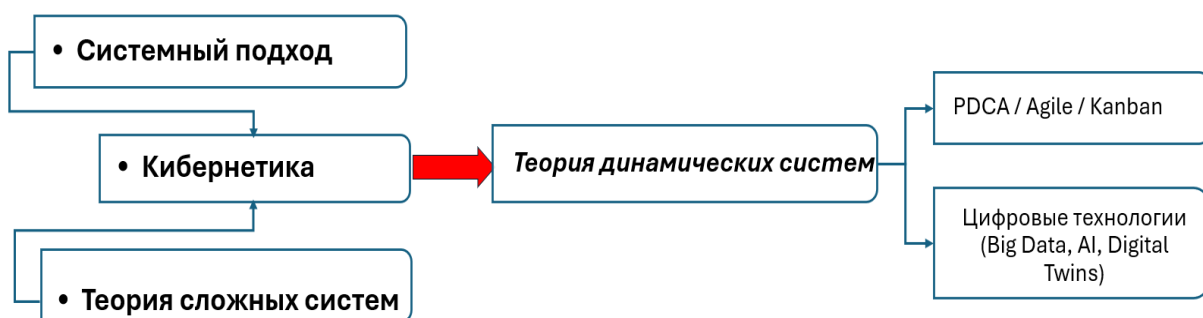 • Системный подход
• Кибернетика
• Теория сложных систем
Теория динамических систем
PDCA / Agile / Kanban
Цифровые технологии
(Big Data, AI, Digital
Twins)